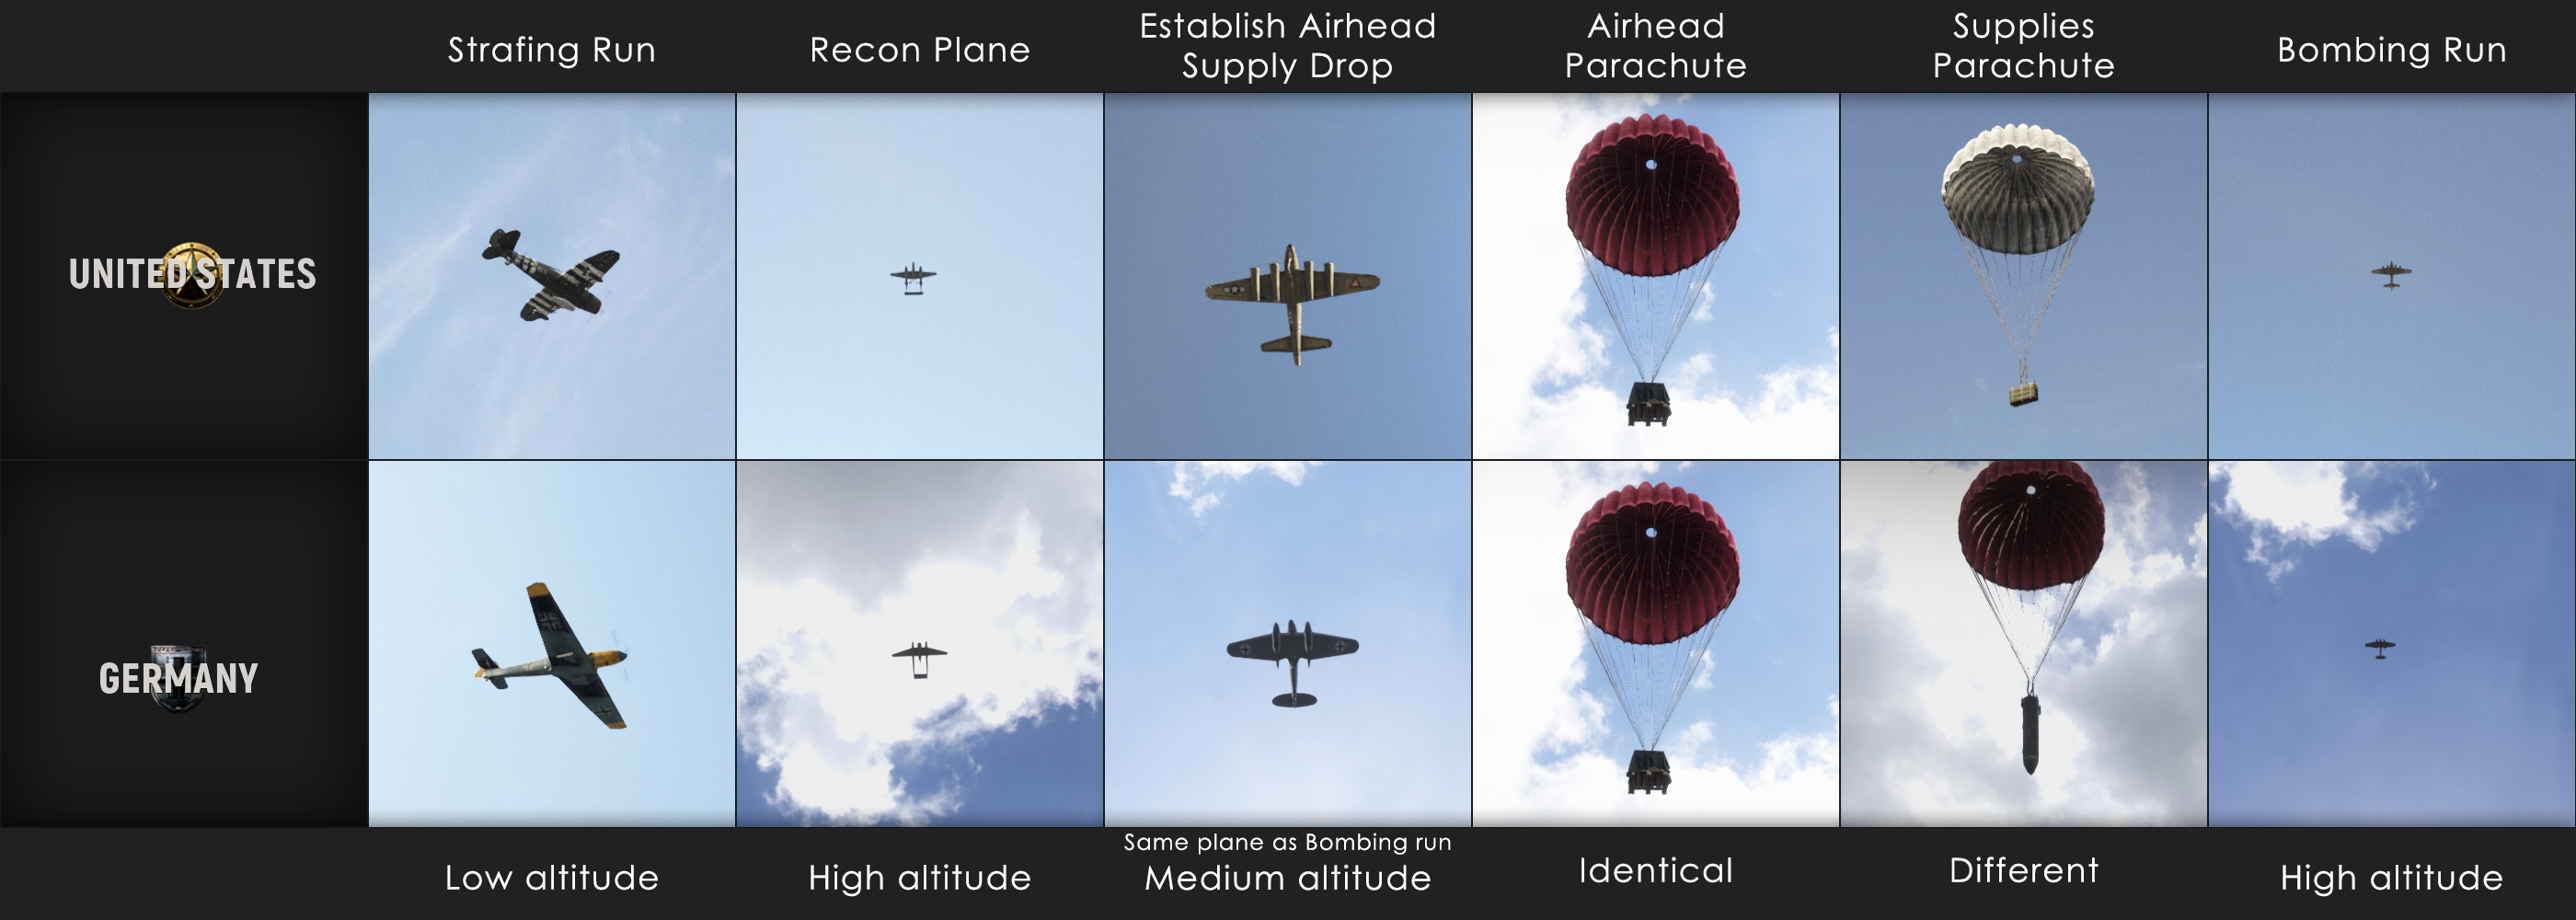 Strafing Run
Recon Plane
Establish Airhead
Supply Drop
Airhead
Parachute
Supplies
Parachute
Bombing Run
UNITED STATES
GERMANY
Low altitude
High altitude
Same plane as Bombing run
Medium altitude
Identical
Different
High altitude